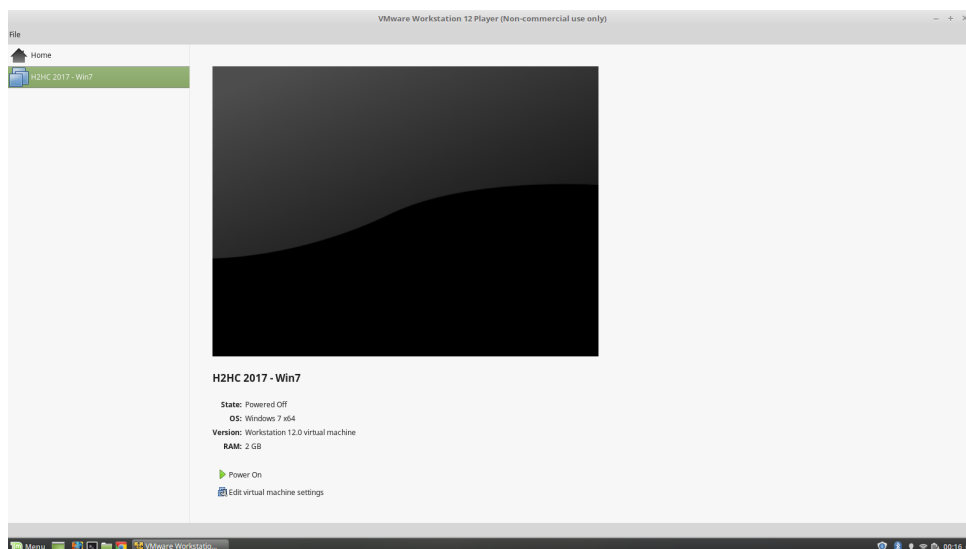 VMware Workstation 12 Player (Non-commercial use only)
File
Home
H2HC 2017 - Win7
H2HC 2017 - Win7
State: Powered Off
OS: Windows 7 x64
Version: Workstation 12.0 virtual machine
RAM: 2 GB
Power On
Edit virtual machine settings
Menu VMware Workstatio... 00:16